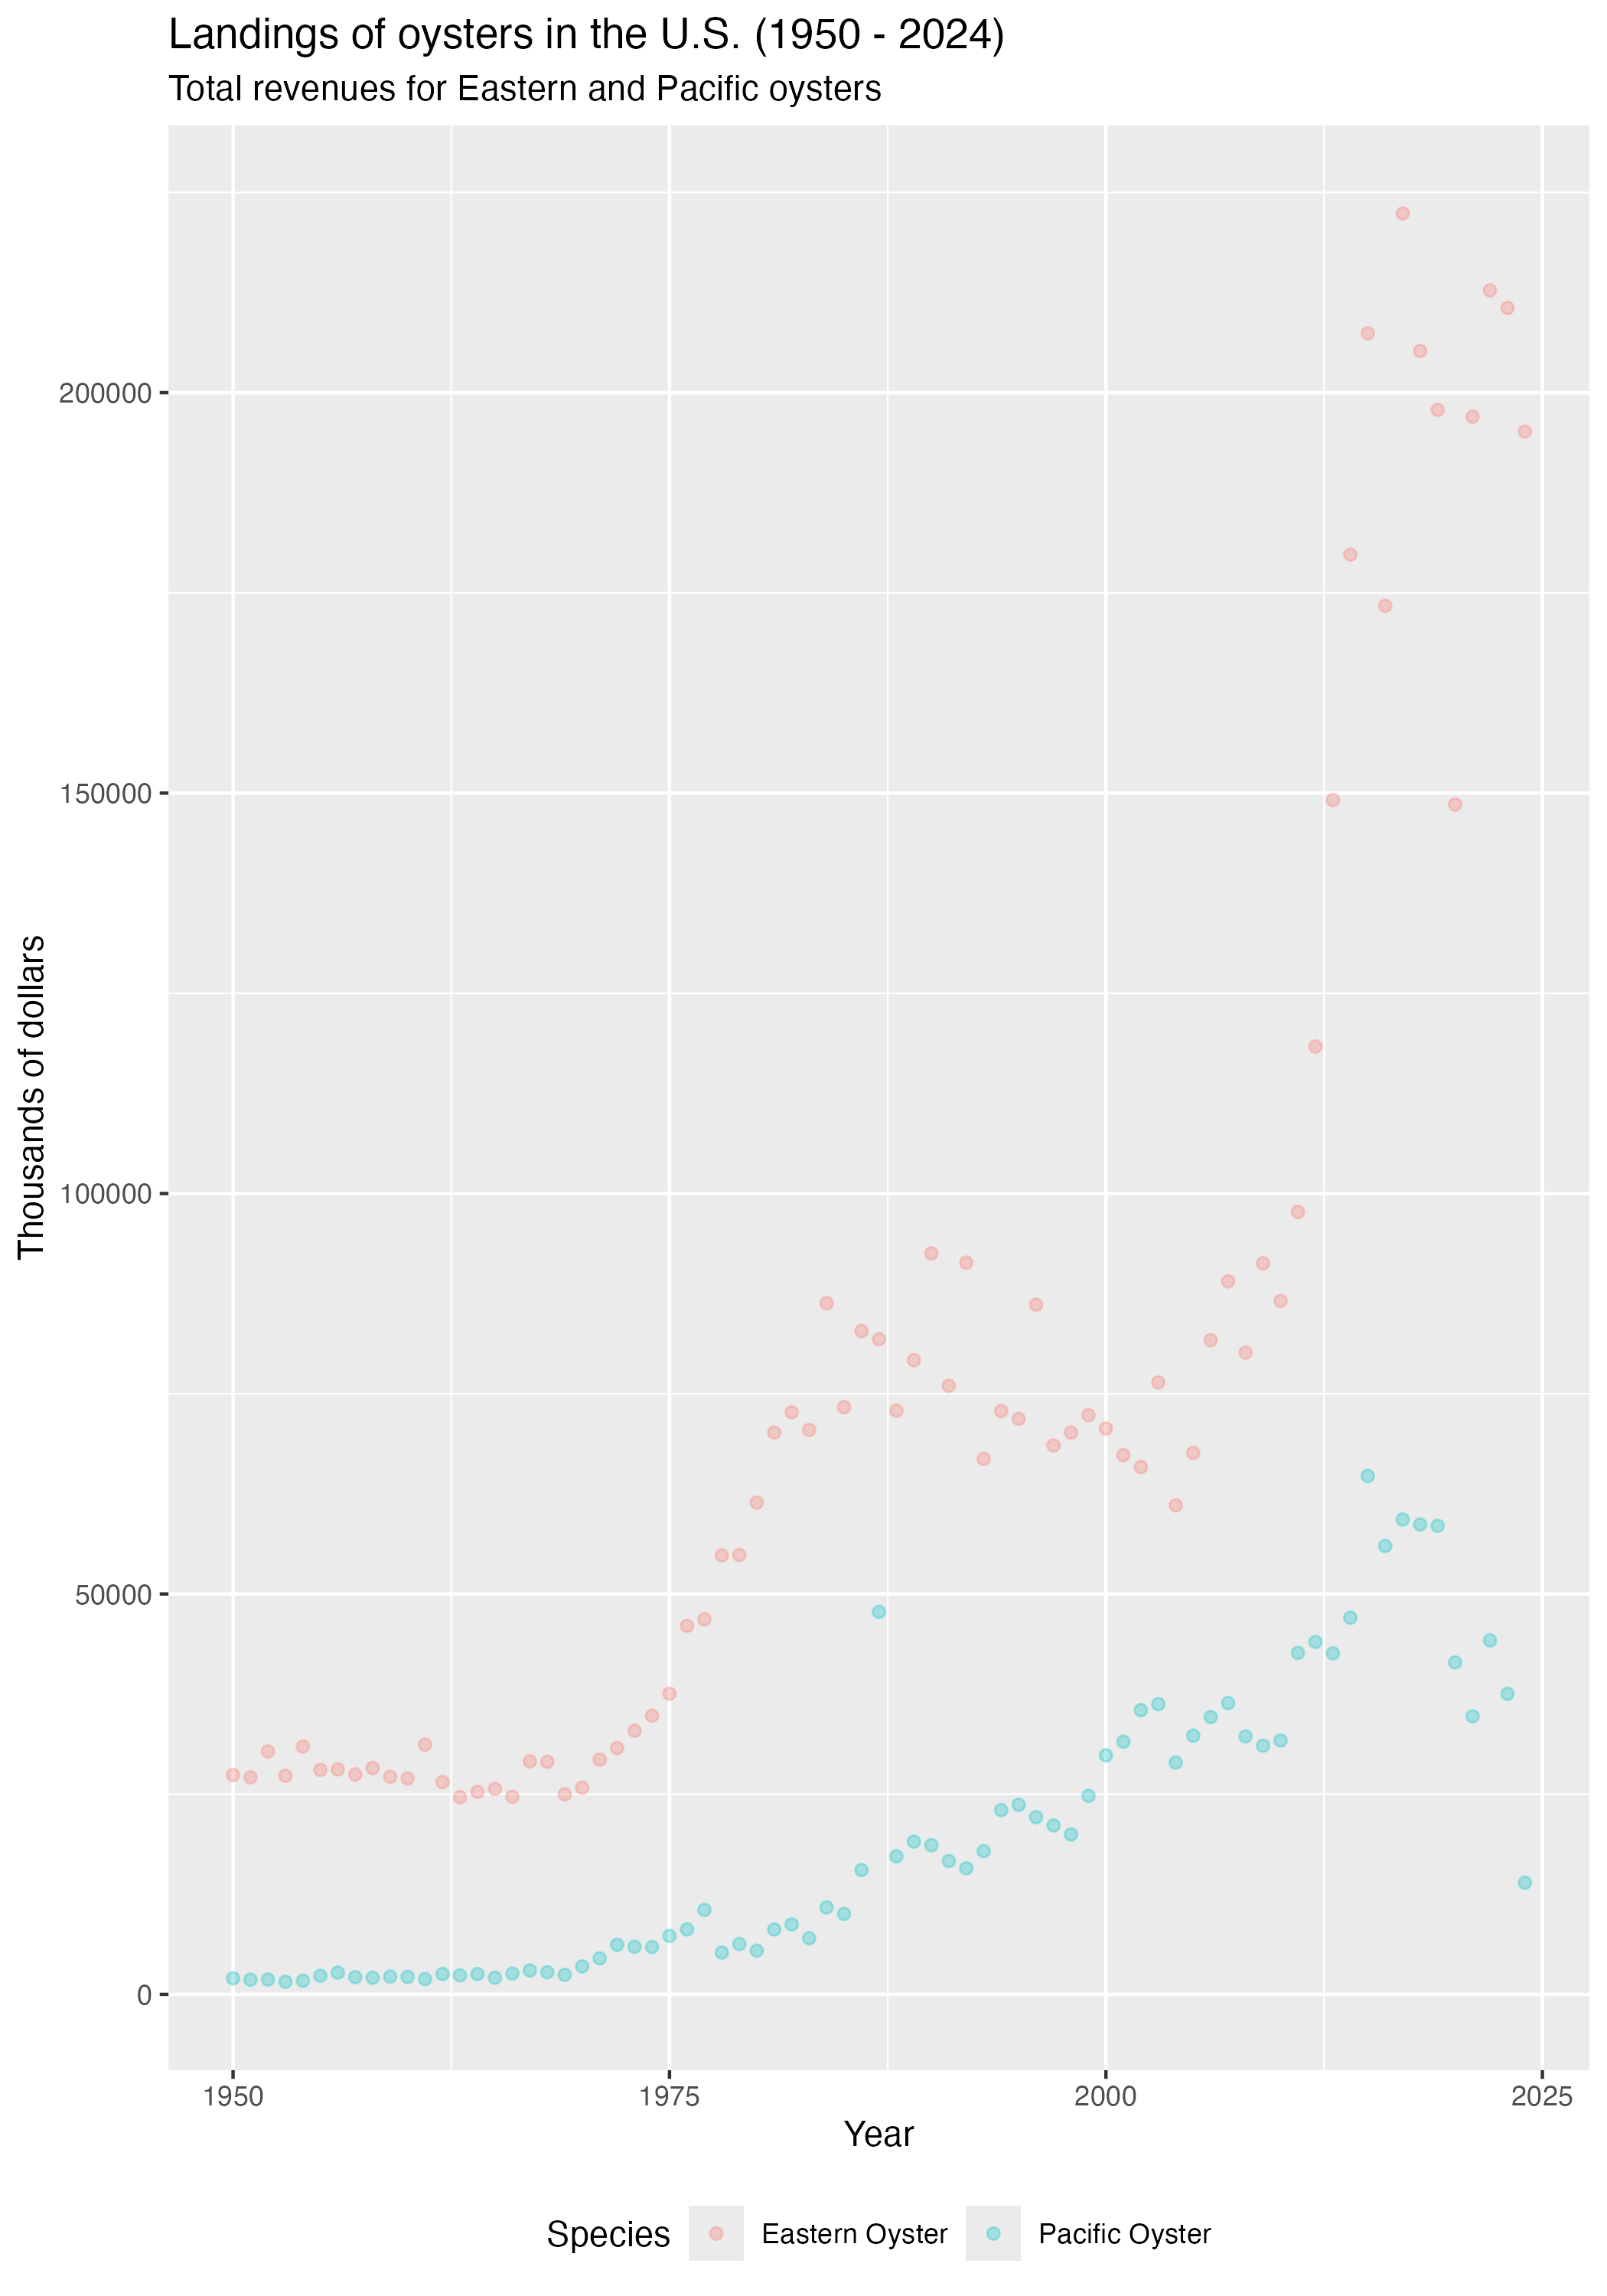 Landings of oysters in the U.S. (1950 - 2024)
Total revenues for Eastern and Pacific oysters
Thousands of dollars
200000
150000
100000
50000
0
1950
1975
2000
2025
Year
Species
Eastern Oyster
Pacific Oyster